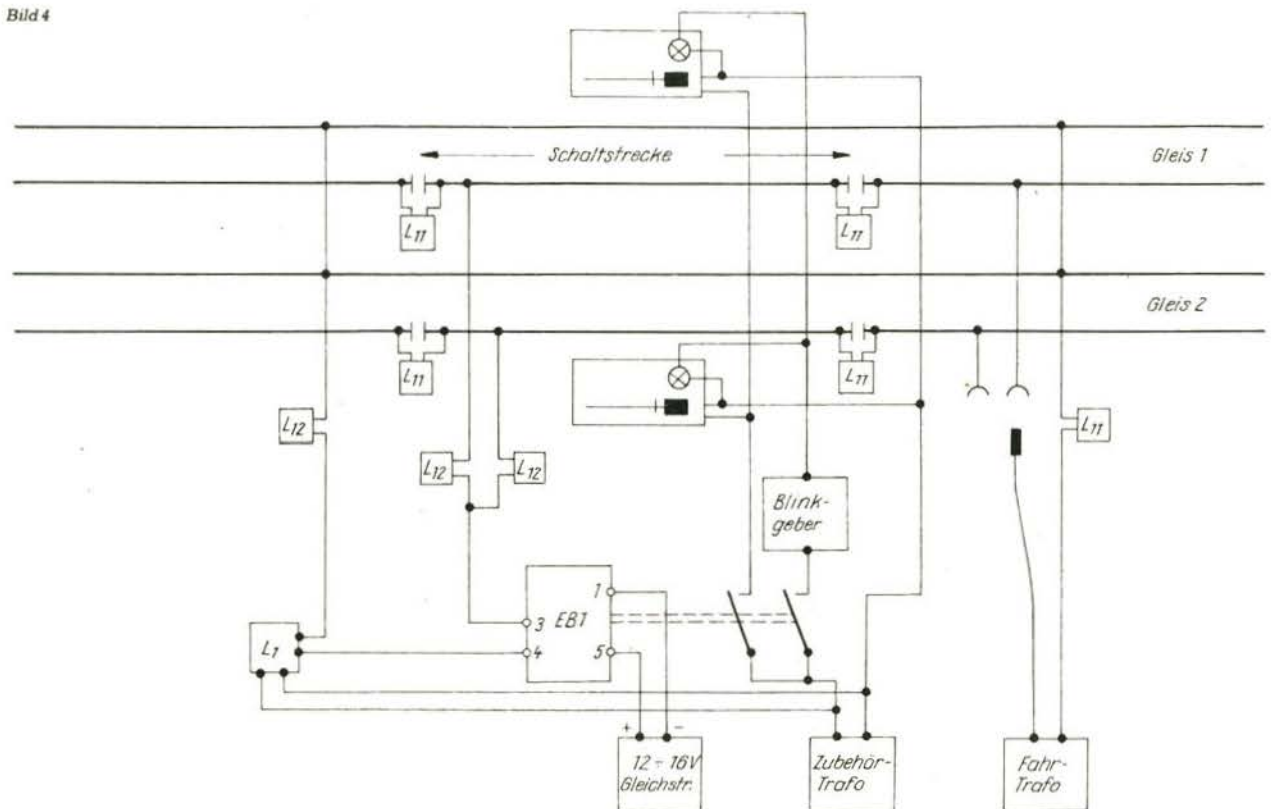 Bild 4
Schaltstrecke
Gleis 1
L11
L11
Gleis 2
L11
L11
L12
L12
L12
L11
Blink-
geber
1
3 EB1
4
5
L1
+ -
12 ÷ 16V
Gleichstr.
Zubehör-
Trafo
Fahr-
Trafo